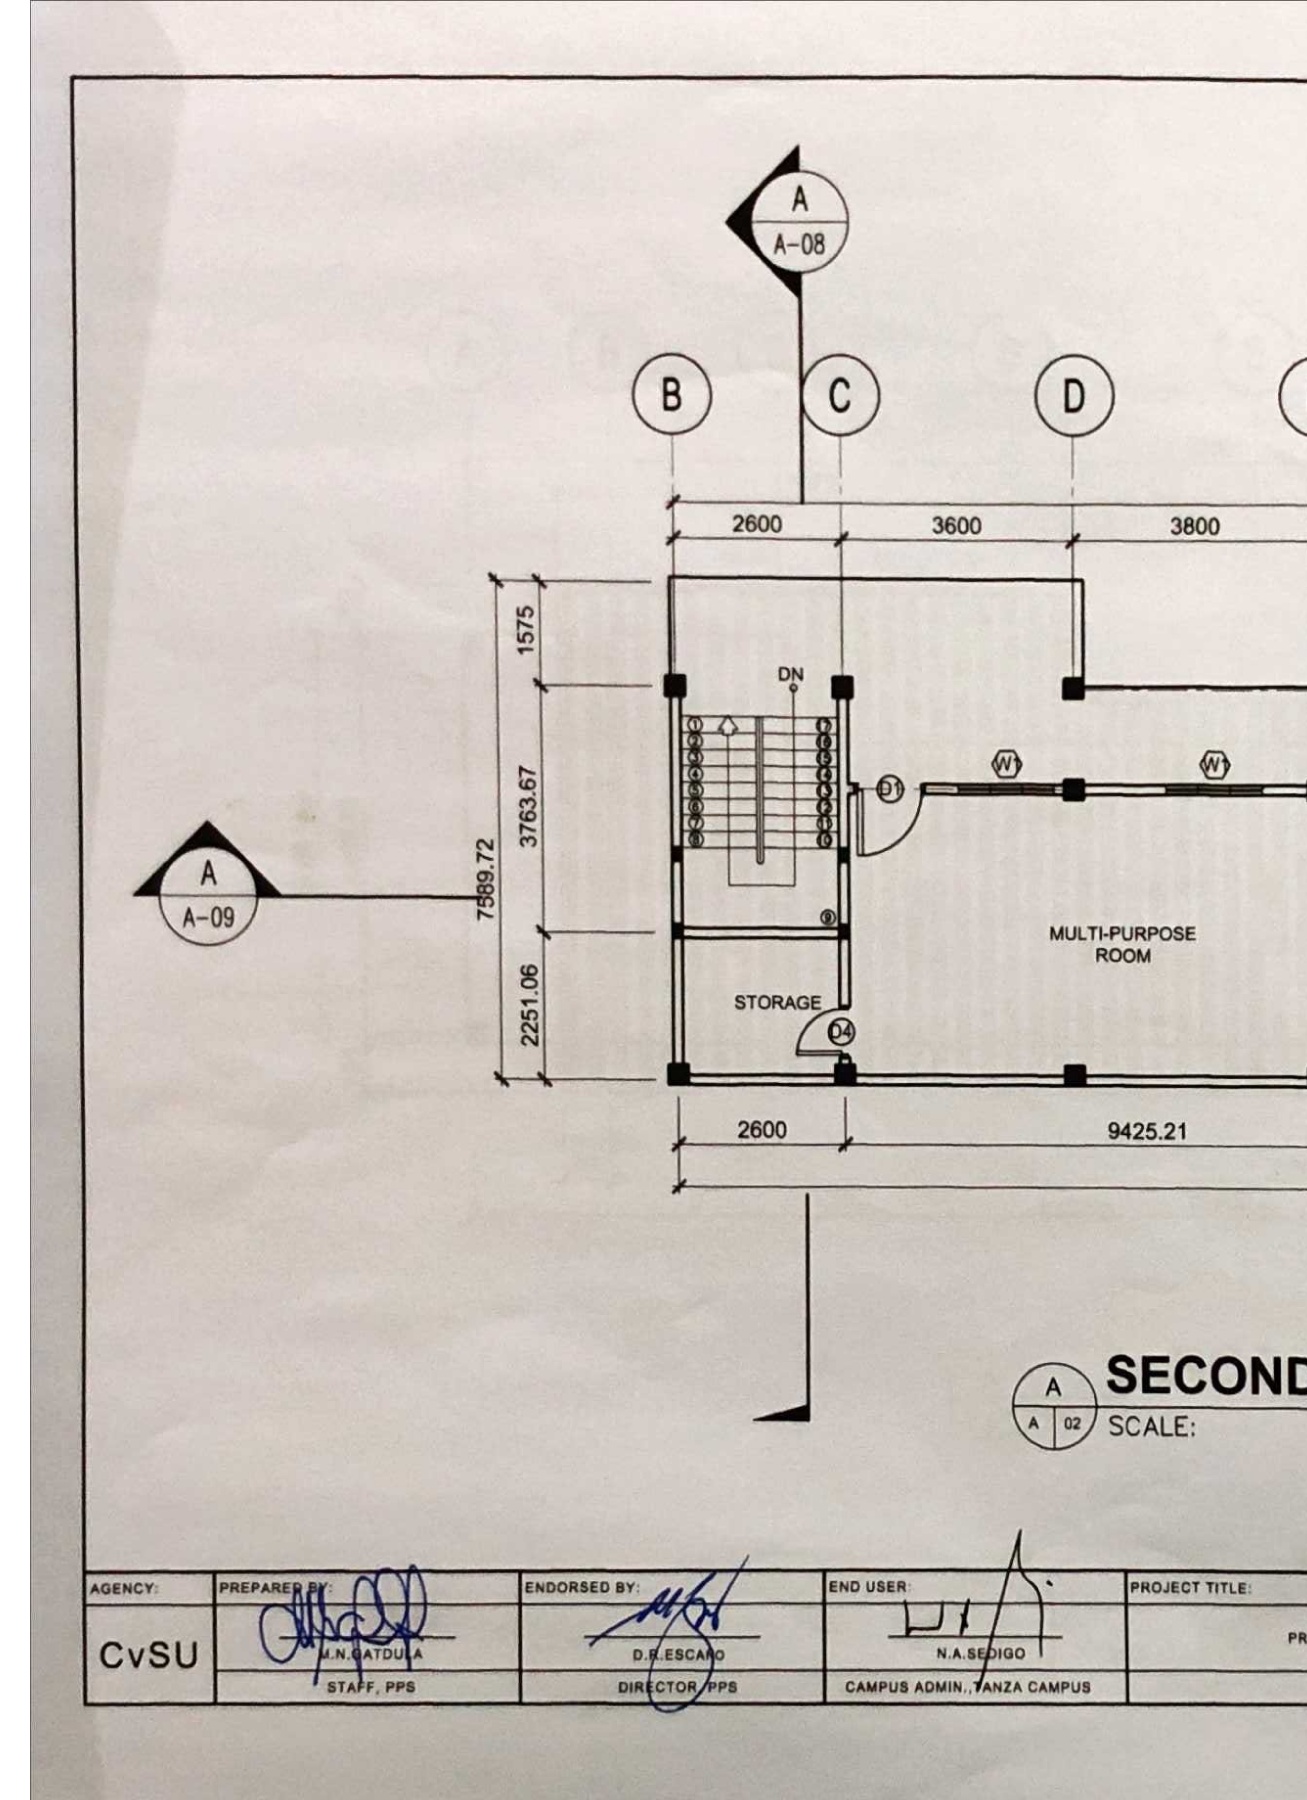 A
A-08
B
C
D
2600
3600
3800
1575
DN
1
2
3
4
5
6
7
8
17
16
15
14
13
12
11
10
9
D1
W1
W1
3763.67
7589.72
A
A-09
MULTI-PURPOSE
ROOM
2251.06
STORAGE
D4
2600
9425.21
A
A 02
SECOND
SCALE:
AGENCY:
PREPARED BY:
ENDORSED BY:
END USER:
PROJECT TITLE:
CvSU
M.N.GATDULA
D.R.ESCAÑO
N.A.SEDIGO
PR
STAFF, PPS
DIRECTOR, PPS
CAMPUS ADMIN., TANZA CAMPUS